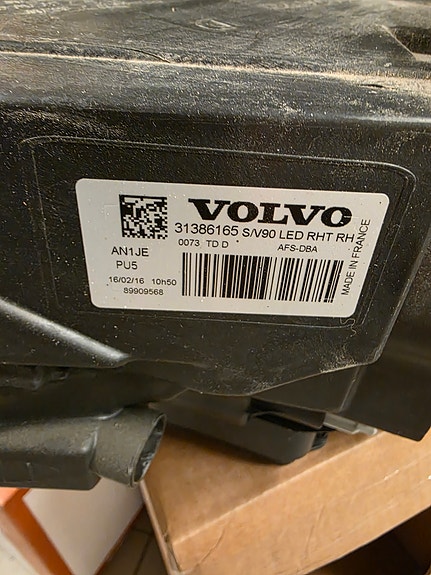 VOLVO
31386165 S/V90 LED RHT RH
0073 TD D AFS-DBA
AN1JE
PU5
16/02/16 10h50
89909568
MADE IN FRANCE